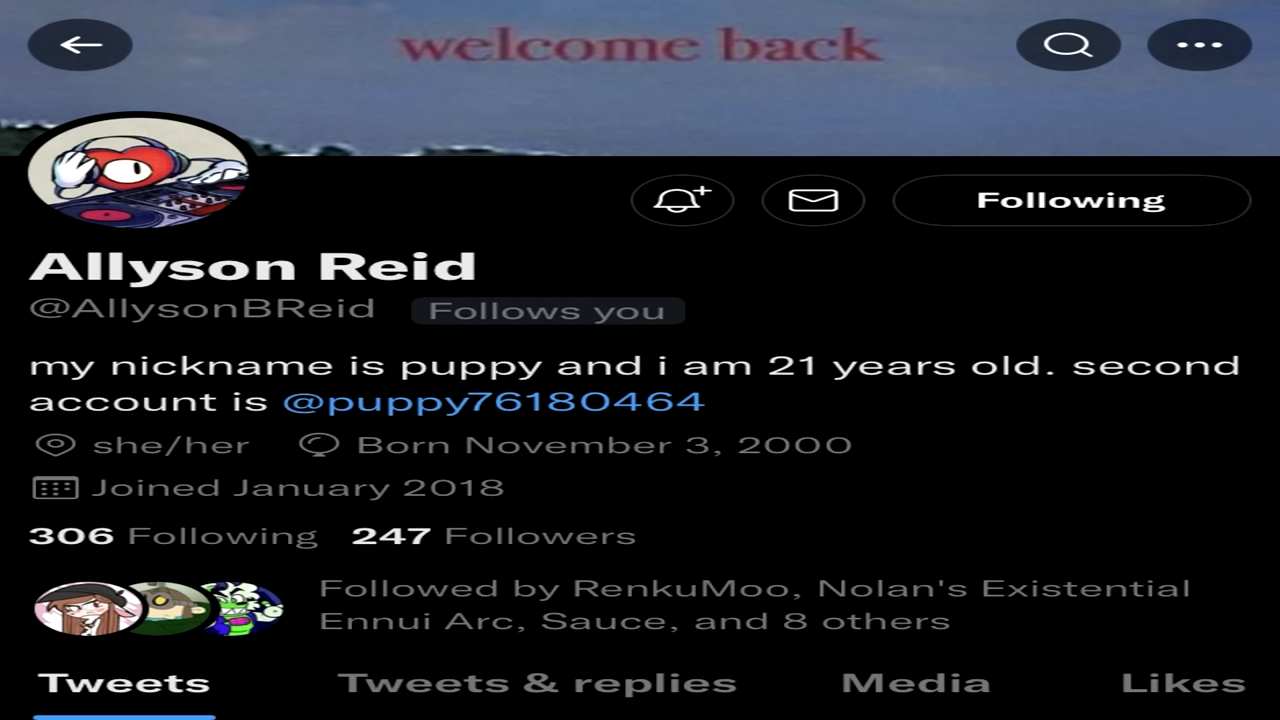 welcome back
Following
Allyson Reid
@AllysonBReid Follows you
my nickname is puppy and i am 21 years old. second
account is @puppy76180464
she/her Born November 3, 2000
Joined January 2018
306 Following 247 Followers
Followed by RenkuMoo, Nolan's Existential
Ennui Arc, Sauce, and 8 others
Tweets Tweets & replies Media Likes